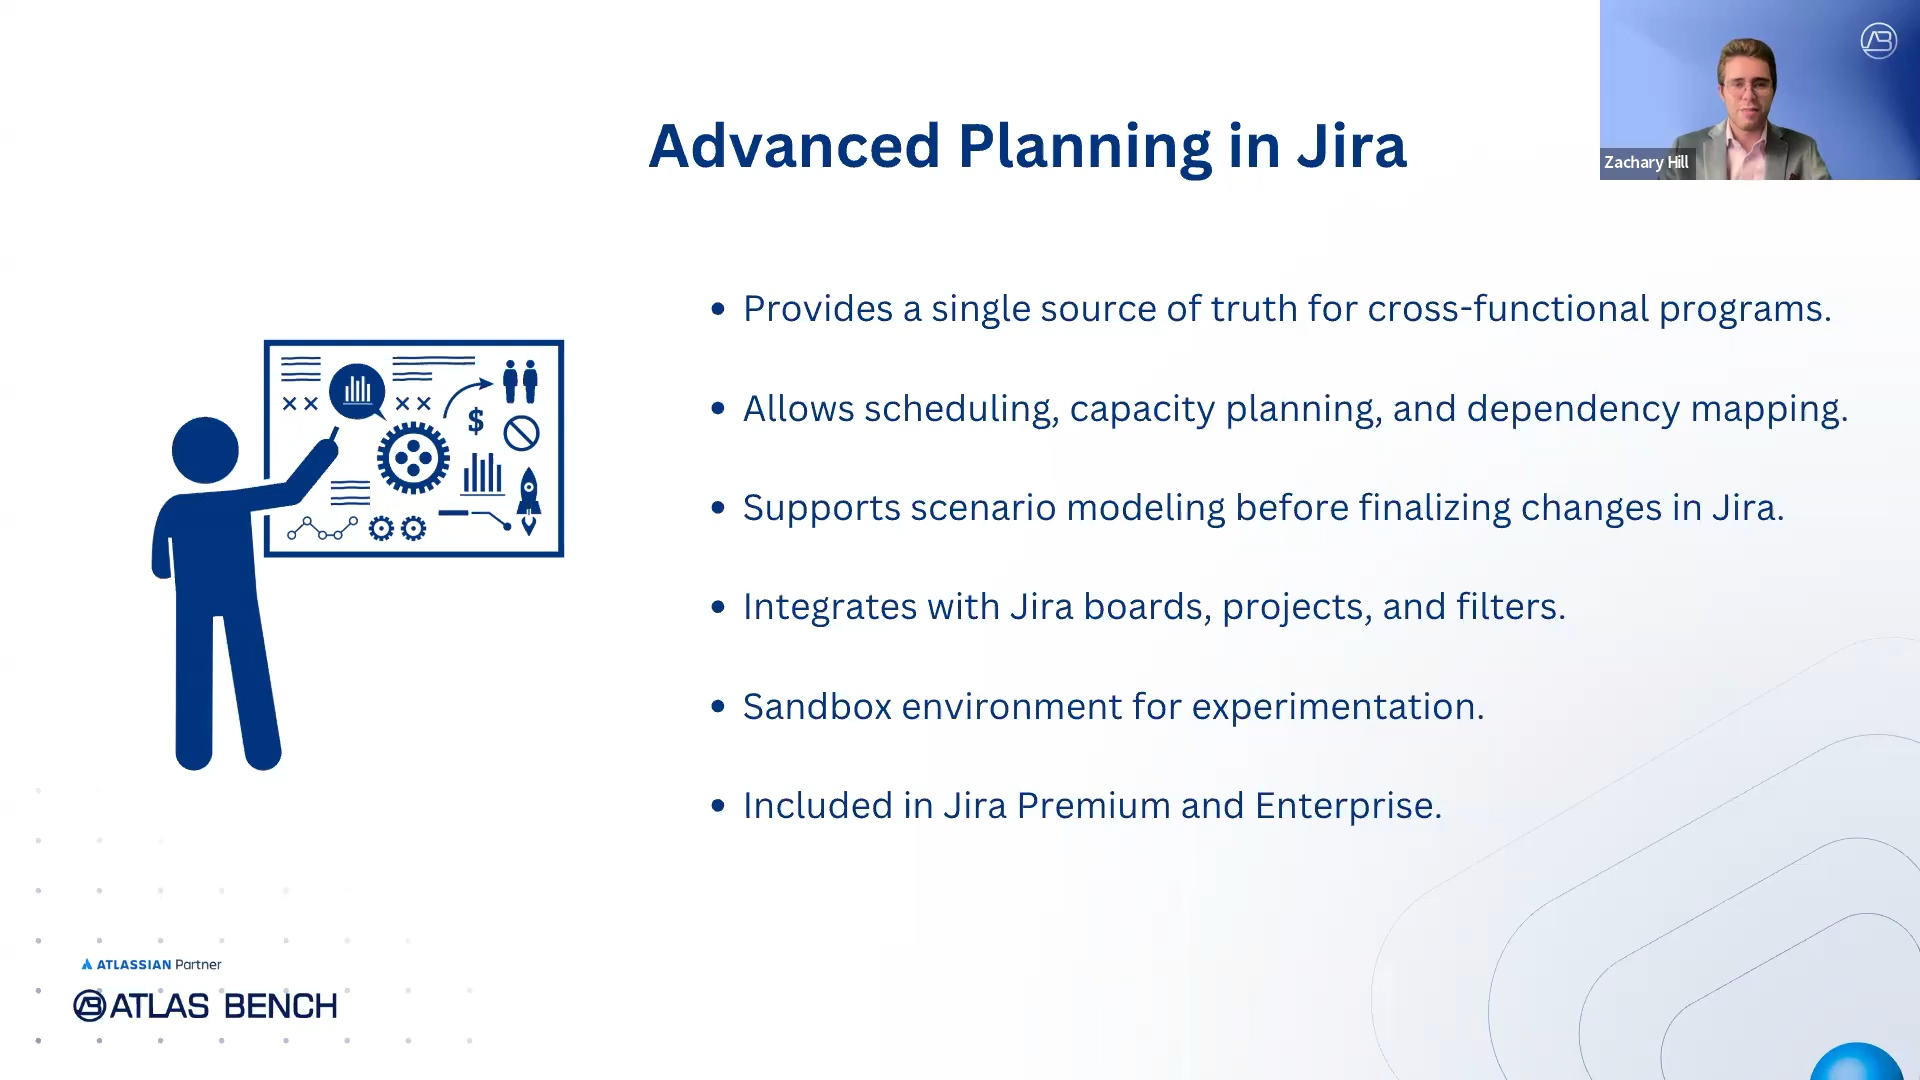 Advanced Planning in Jira
Zachary Hill
• Provides a single source of truth for cross-functional programs.
• Allows scheduling, capacity planning, and dependency mapping.
• Supports scenario modeling before finalizing changes in Jira.
• Integrates with Jira boards, projects, and filters.
• Sandbox environment for experimentation.
• Included in Jira Premium and Enterprise.
$
ATLASSIAN Partner
ATLAS BENCH